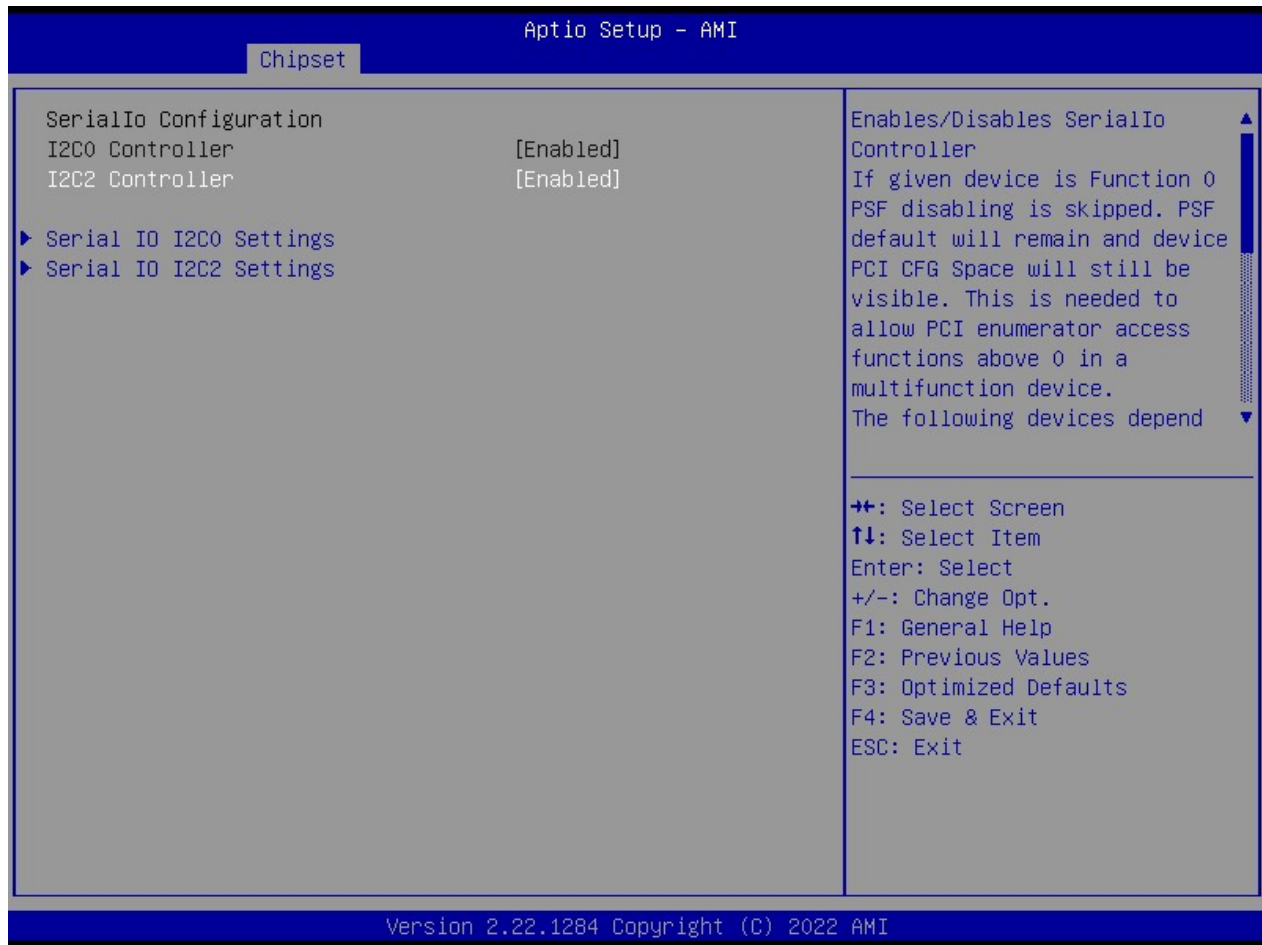 Aptio Setup - AMI
Chipset
SerialIo Configuration
I2C0 Controller [Enabled]
I2C2 Controller [Enabled]
Serial IO I2C0 Settings
Serial IO I2C2 Settings
Enables/Disables SerialIo
Controller
If given device is Function 0
PSF disabling is skipped. PSF
default will remain and device
PCI CFG Space will still be
visible. This is needed to
allow PCI enumerator access
functions above 0 in a
multifunction device.
The following devices depend
→←: Select Screen
↑↓: Select Item
Enter: Select
+/-: Change Opt.
F1: General Help
F2: Previous Values
F3: Optimized Defaults
F4: Save & Exit
ESC: Exit
Version 2.22.1284 Copyright (C) 2022 AMI